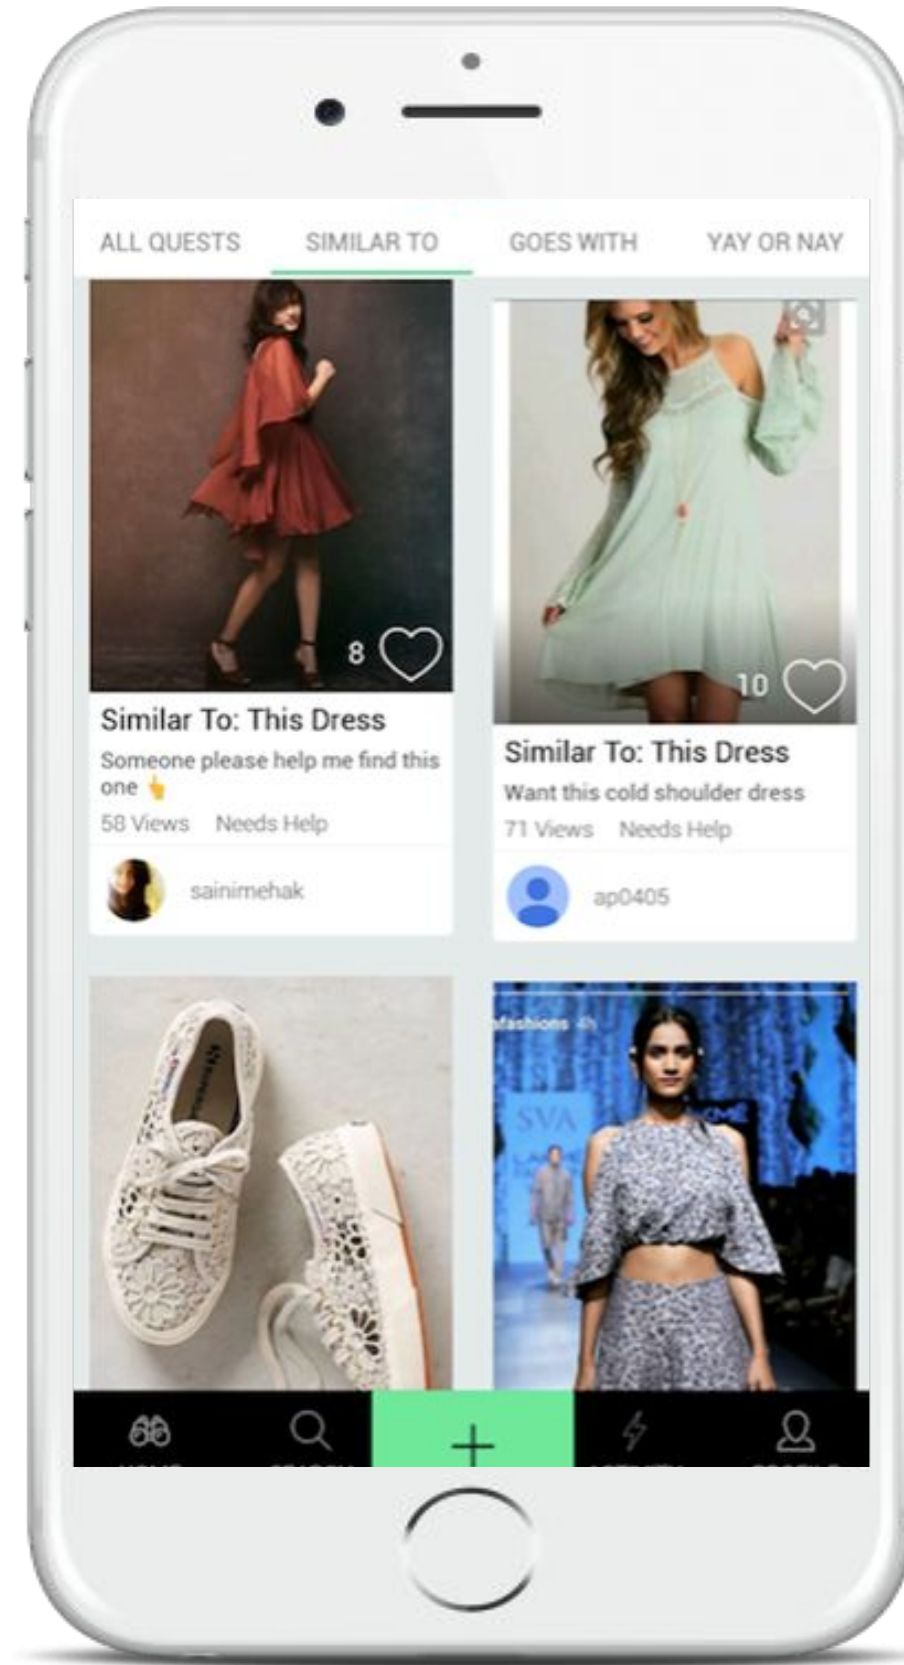 ALL QUESTS SIMILAR TO GOES WITH YAY OR NAY
8
Similar To: This Dress
Someone please help me find this
one 👆
58 Views Needs Help
sainimehak
10
Similar To: This Dress
Want this cold shoulder dress
71 Views Needs Help
ap0405
afashions 4h
SVA